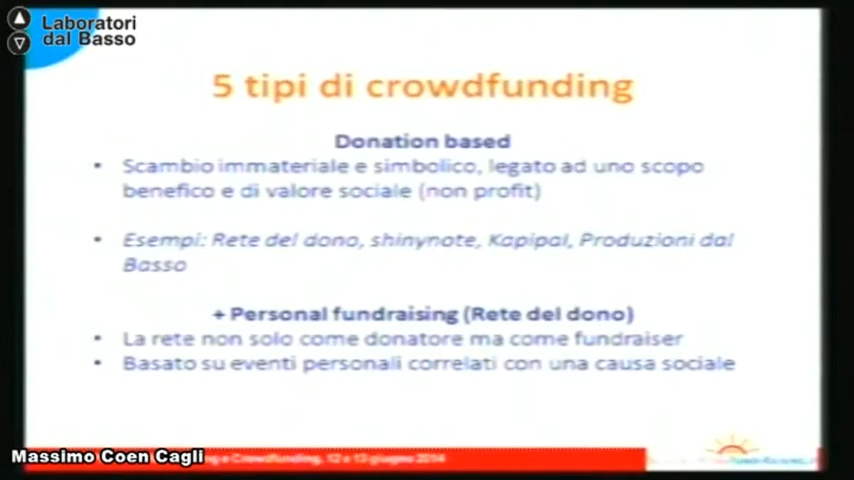 Laboratori
dal Basso
5 tipi di crowdfunding
Donation based
• Scambio immateriale e simbolico, legato ad uno scopo
benefico e di valore sociale (non profit)
• Esempi: Rete del dono, shinynote, Kapipal, Produzioni dal
Basso
+ Personal fundraising (Rete del dono)
• La rete non solo come donatore ma come fundraiser
• Basato su eventi personali correlati con una causa sociale
Massimo Coen Cagli
e Crowdfunding, 12 e 13 giugno 2014